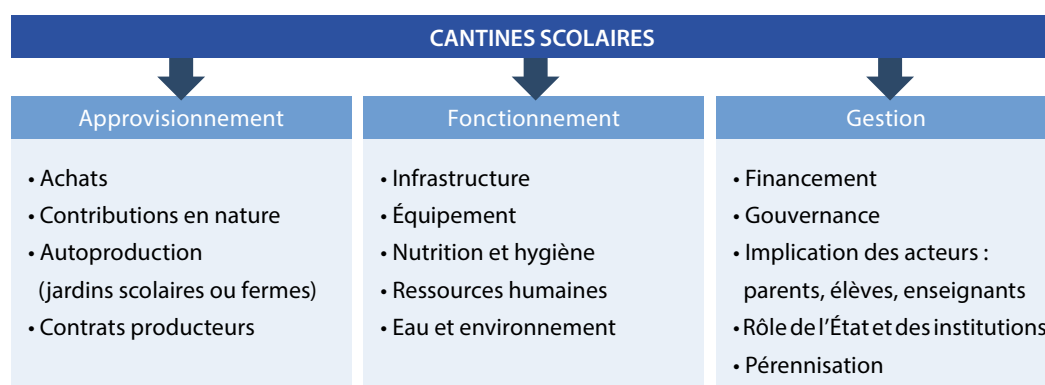 CANTINES SCOLAIRES
Approvisionnement
• Achats
• Contributions en nature
• Autoproduction
(jardins scolaires ou fermes)
• Contrats producteurs
Fonctionnement
• Infrastructure
• Équipement
• Nutrition et hygiène
• Ressources humaines
• Eau et environnement
Gestion
• Financement
• Gouvernance
• Implication des acteurs :
parents, élèves, enseignants
• Rôle de l’État et des institutions
• Pérennisation